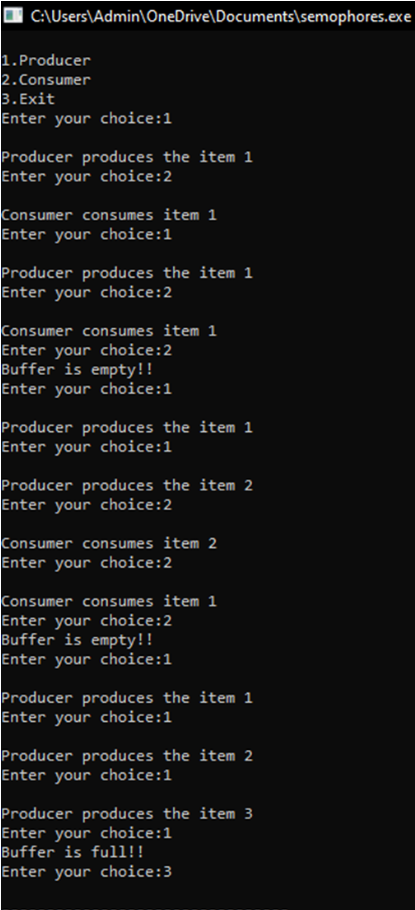 C:\Users\Admin\OneDrive\Documents\semophores.exe
1.Producer
2.Consumer
3.Exit
Enter your choice:1
Producer produces the item 1
Enter your choice:2
Consumer consumes item 1
Enter your choice:1
Producer produces the item 1
Enter your choice:2
Consumer consumes item 1
Enter your choice:2
Buffer is empty!!
Enter your choice:1
Producer produces the item 1
Enter your choice:1
Producer produces the item 2
Enter your choice:2
Consumer consumes item 2
Enter your choice:2
Consumer consumes item 1
Enter your choice:2
Buffer is empty!!
Enter your choice:1
Producer produces the item 1
Enter your choice:1
Producer produces the item 2
Enter your choice:1
Producer produces the item 3
Enter your choice:1
Buffer is full!!
Enter your choice:3